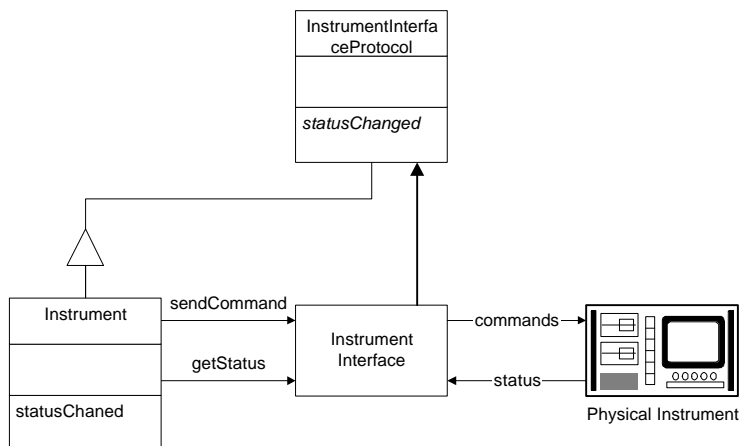 InstrumentInterfa
ceProtocol
statusChanged
Instrument
statusChaned
sendCommand
getStatus
Instrument
Interface
commands
status
Physical Instrument